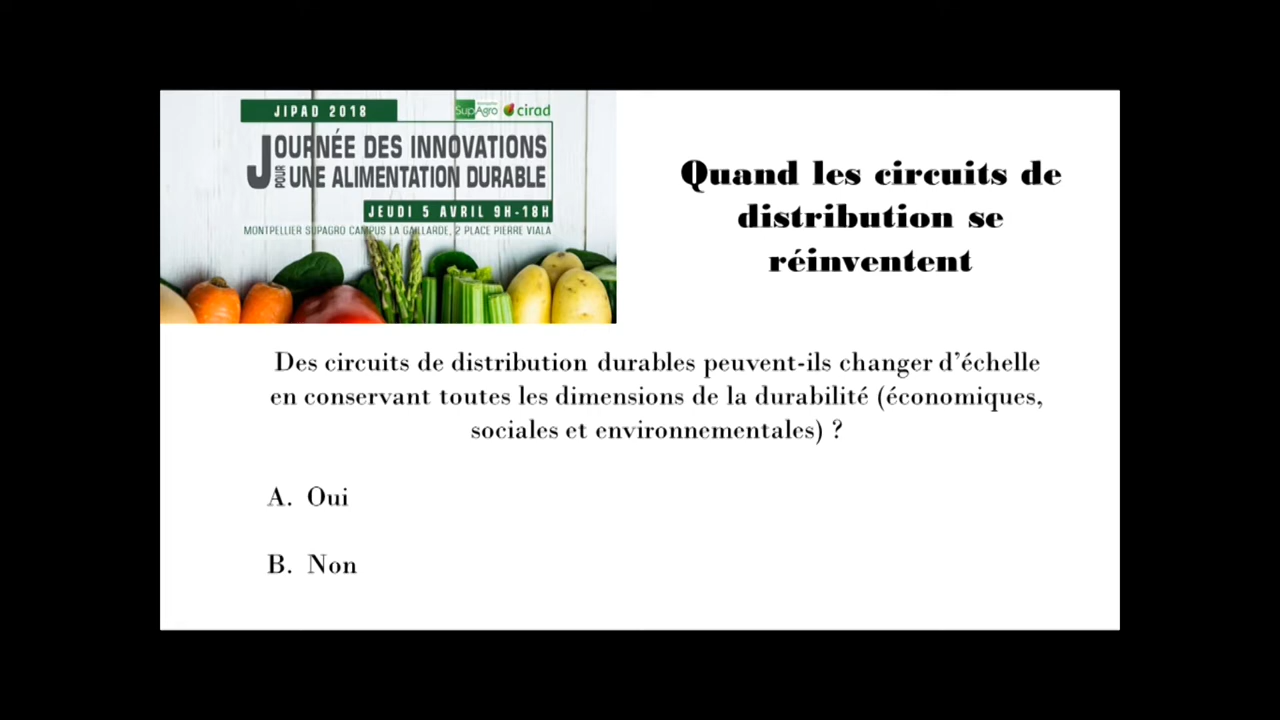 JIPAD 2018
Montpellier
SupAgro
cirad
JOURNÉE DES INNOVATIONS
POUR UNE ALIMENTATION DURABLE
JEUDI 5 AVRIL 9H-18H
MONTPELLIER SUPAGRO CAMPUS LA GAILLARDE, 2 PLACE PIERRE VIALA
Quand les circuits de
distribution se
réinventent
Des circuits de distribution durables peuvent-ils changer d'échelle
en conservant toutes les dimensions de la durabilité (économiques,
sociales et environnementales) ?
A. Oui
B. Non